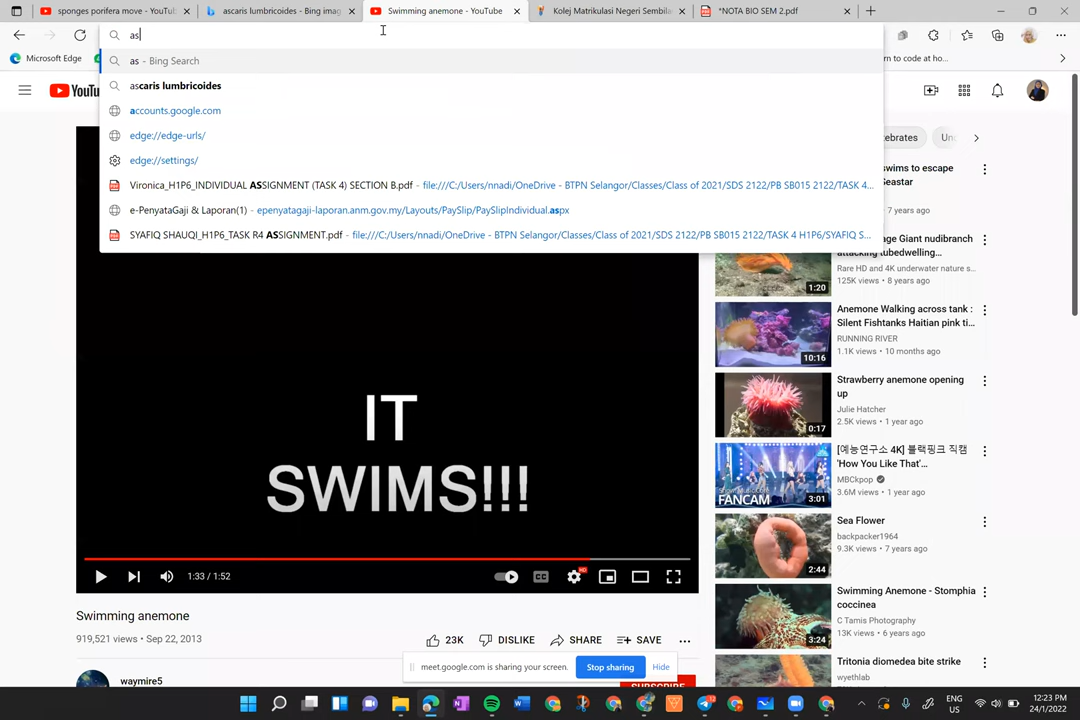 sponges porifera move - YouTub
ascaris lumbricoides - Bing imag
Swimming anemone - YouTube
Kolej Matrikulasi Negeri Sembilan
*NOTA BIO SEM 2.pdf
as
Microsoft Edge
rn to code at ho...
as - Bing Search
ascaris lumbricoides
accounts.google.com
edge://edge-urls/
edge://settings/
Vironica_H1P6_INDIVIDUAL ASSIGNMENT (TASK 4) SECTION B.pdf - file:///C:/Users/nnadi/OneDrive - BTPN Selangor/Classes/Class of 2021/SDS 2122/PB SB015 2122/TASK 4...
e-PenyataGaji & Laporan(1) - epenyatagaji-laporan.anm.gov.my/Layouts/PaySlip/PaySlipIndividual.aspx
SYAFIQ SHAUQI_H1P6_TASK R4 ASSIGNMENT.pdf - file:///C:/Users/nnadi/OneDrive - BTPN Selangor/Classes/Class of 2021/SDS 2122/PB SB015 2122/TASK 4 H1P6/SYAFIQ S...
YouTu
ebrates
Un
IT
SWIMS!!!
1:33 / 1:52
CC
HD
Swimming anemone
919,521 views • Sep 22, 2013
23K
DISLIKE
SHARE
SAVE
...
waymire5
SUBSCRIBE
swims to escape
Seastar
years ago
age Giant nudibranch
attacking tubedwelling...
Rare HD and 4K underwater nature s...
125K views • 8 years ago
1:20
Anemone Walking across tank :
Silent Fishtanks Haitian pink ti...
RUNNING RIVER
1.1K views • 10 months ago
10:16
Strawberry anemone opening
up
Julie Hatcher
2.5K views • 1 year ago
0:17
[예능연구소 4K] 블랙핑크 직캠
'How You Like That'...
MBCkpop
3.6M views • 1 year ago
FANCAM
3:01
Sea Flower
backpacker1964
9.3K views • 7 years ago
2:44
Swimming Anemone - Stomphia
coccinea
C Tamis Photography
13K views • 6 years ago
3:24
Tritonia diomedea bite strike
wyethlab
meet.google.com is sharing your screen.
Stop sharing
Hide
ENG
US
12:23 PM
24/1/2022